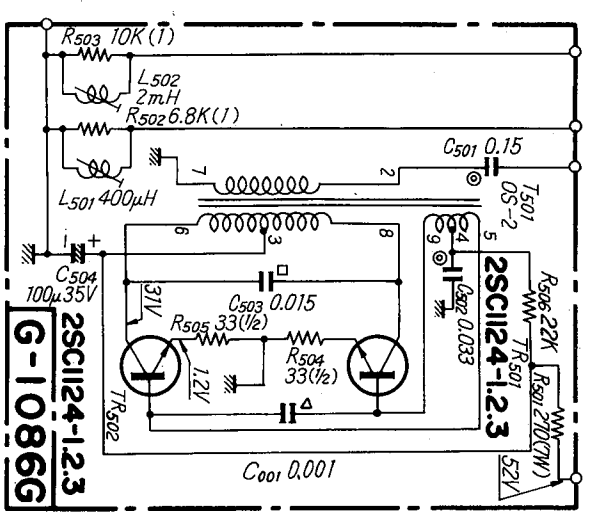 R503 10K(1)
L502
2mH
R502 6.8K(1)
L501 400μH
7
2
C501 0.15
T501
OS-2
6
3
8
9
4
5
+
C504
100μ35V
31V
C503 0.015
C502 0.033
R506 22K
R505 33(½)
R504
33(½)
1.2V
TR502
2SC1124-1.2.3
TR501
2SC1124-1.2.3
R501 270(7W)
52V
C001 0.001
G-1086G